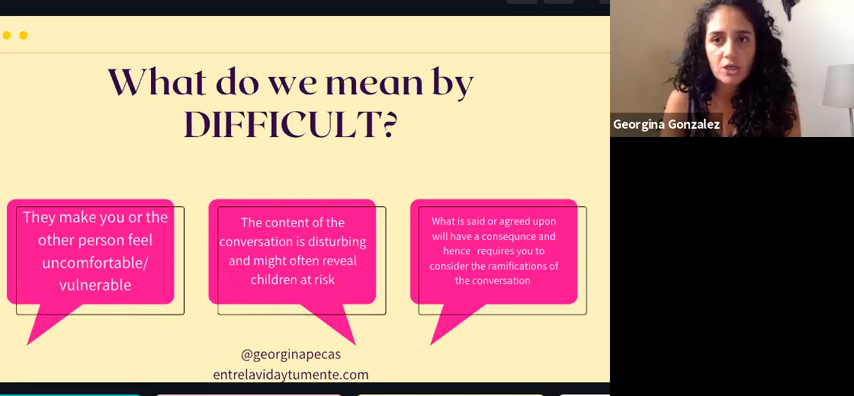 What do we mean by
DIFFICULT?
They make you or the
other person feel
uncomfortable/
vulnerable
The content of the
conversation is disturbing
and might often reveal
children at risk
What is said or agreed upon
will have a consequnce and
hence requires you to
consider the ramifications of
the conversation
@georginapecas
entrelavidaytumente.com
Georgina Gonzalez